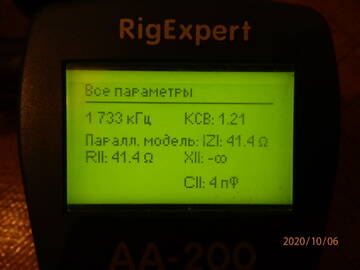 RigExpert
Все параметры
1 733 кГц КСВ: 1.21
Паралл. модель: |Z|: 41.4 Ω
R||: 41.4 Ω X||: -∞
C||: 4 пФ
2020/10/06
AA-200